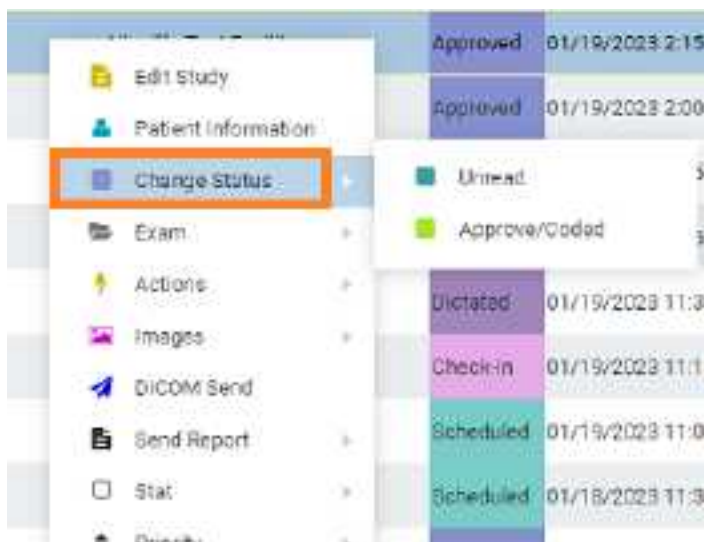 Approved 01/19/2023 2:15
Edit Study
Approved 01/19/2023 2:00
Patient Information
Change Status
Unread
Approve/Coded
Exam
Actions
Dictated 01/19/2023 11:3
Images
Check-in 01/19/2023 11:1
DICOM Send
Send Report
Scheduled 01/19/2023 11:0
Stat
Scheduled 01/18/2023 11:3
Priority